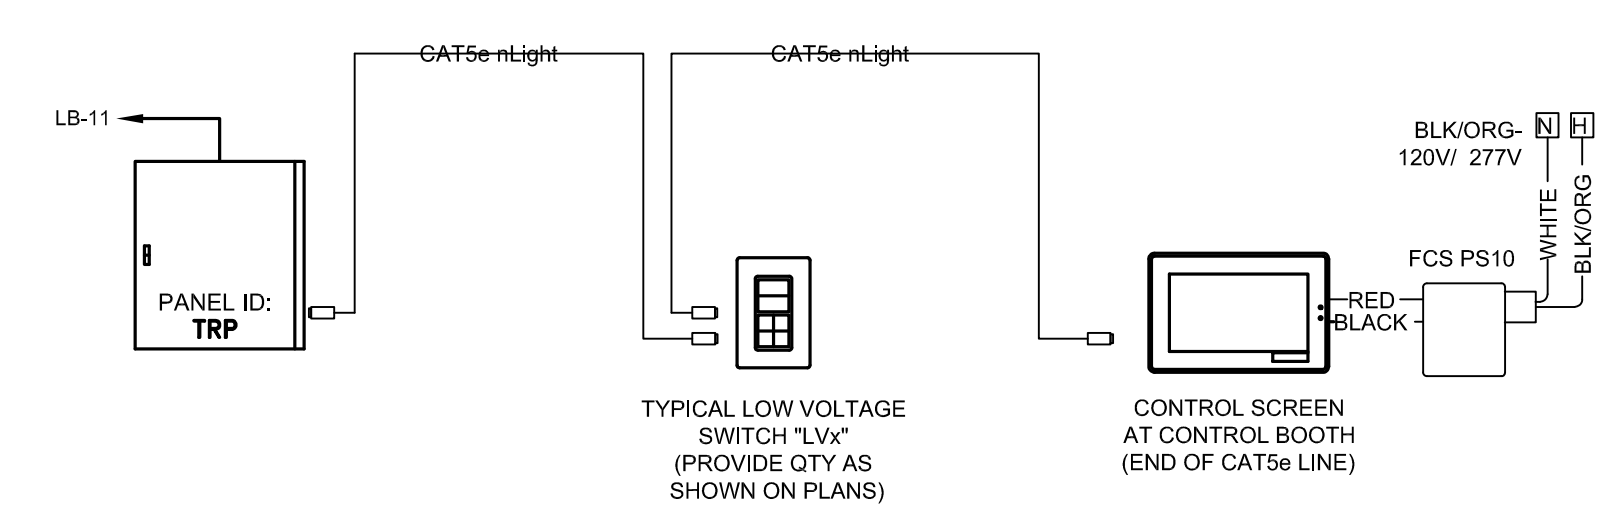 CAT5e nLight
CAT5e nLight
LB-11
BLK/ORG-
120V/ 277V
N
H
WHITE
BLK/ORG
PANEL ID:
TRP
FCS PS10
RED
BLACK
TYPICAL LOW VOLTAGE
SWITCH "LVx"
(PROVIDE QTY AS
SHOWN ON PLANS)
CONTROL SCREEN
AT CONTROL BOOTH
(END OF CAT5e LINE)